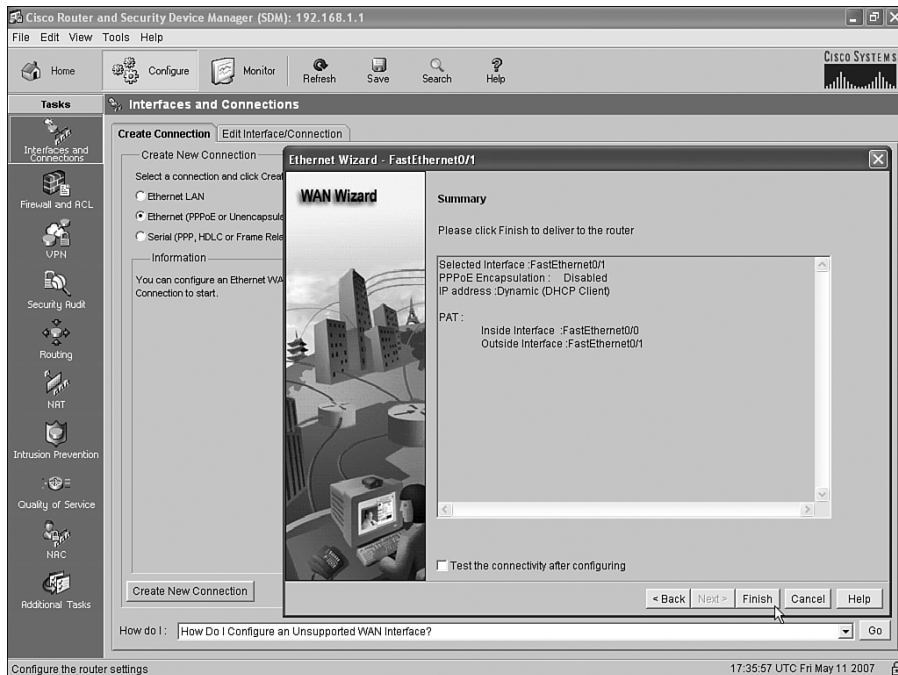 Cisco Router and Security Device Manager (SDM): 192.168.1.1
File Edit View Tools Help
Home Configure Monitor Refresh Save Search Help
CISCO SYSTEMS
Tasks
Interfaces and Connections
Interfaces and Connections
Firewall and ACL
VPN
Security Audit
Routing
NAT
Intrusion Prevention
Quality of Service
NAC
Additional Tasks
Create Connection Edit Interface/Connection
Create New Connection
Select a connection and click
Ethernet LAN
Ethernet (PPPoE or
Serial (PPP, HDLC or Frame
Information
You can configure an Ethernet
Connection to start.
Create New Connection
Ethernet Wizard - FastEthernet0/1
WAN Wizard
Summary
Please click Finish to deliver to the router
Selected Interface :FastEthernet0/1
PPPoE Encapsulation : Disabled
IP address :Dynamic (DHCP Client)
PAT :
Inside Interface :FastEthernet0/0
Outside Interface :FastEthernet0/1
Test the connectivity after configuring
< Back Next > Finish Cancel Help
How do I : How Do I Configure an Unsupported WAN Interface? Go
Configure the router settings
17:35:57 UTC Fri May 11 2007